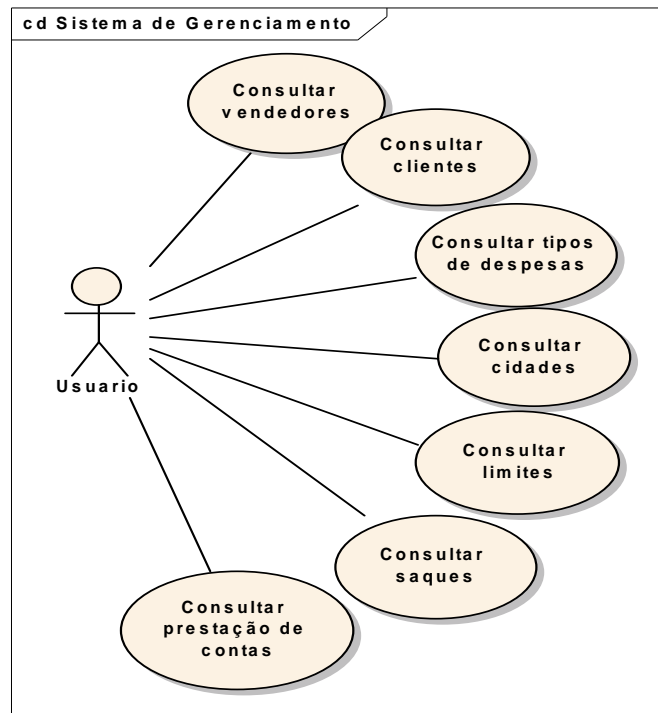 cd Sistema de Gerenciamento
Consultar
vendedores
Consultar
clientes
Consultar tipos
de despesas
Consultar
cidades
Usuario
Consultar
limites
Consultar
saques
Consultar
prestação de
contas